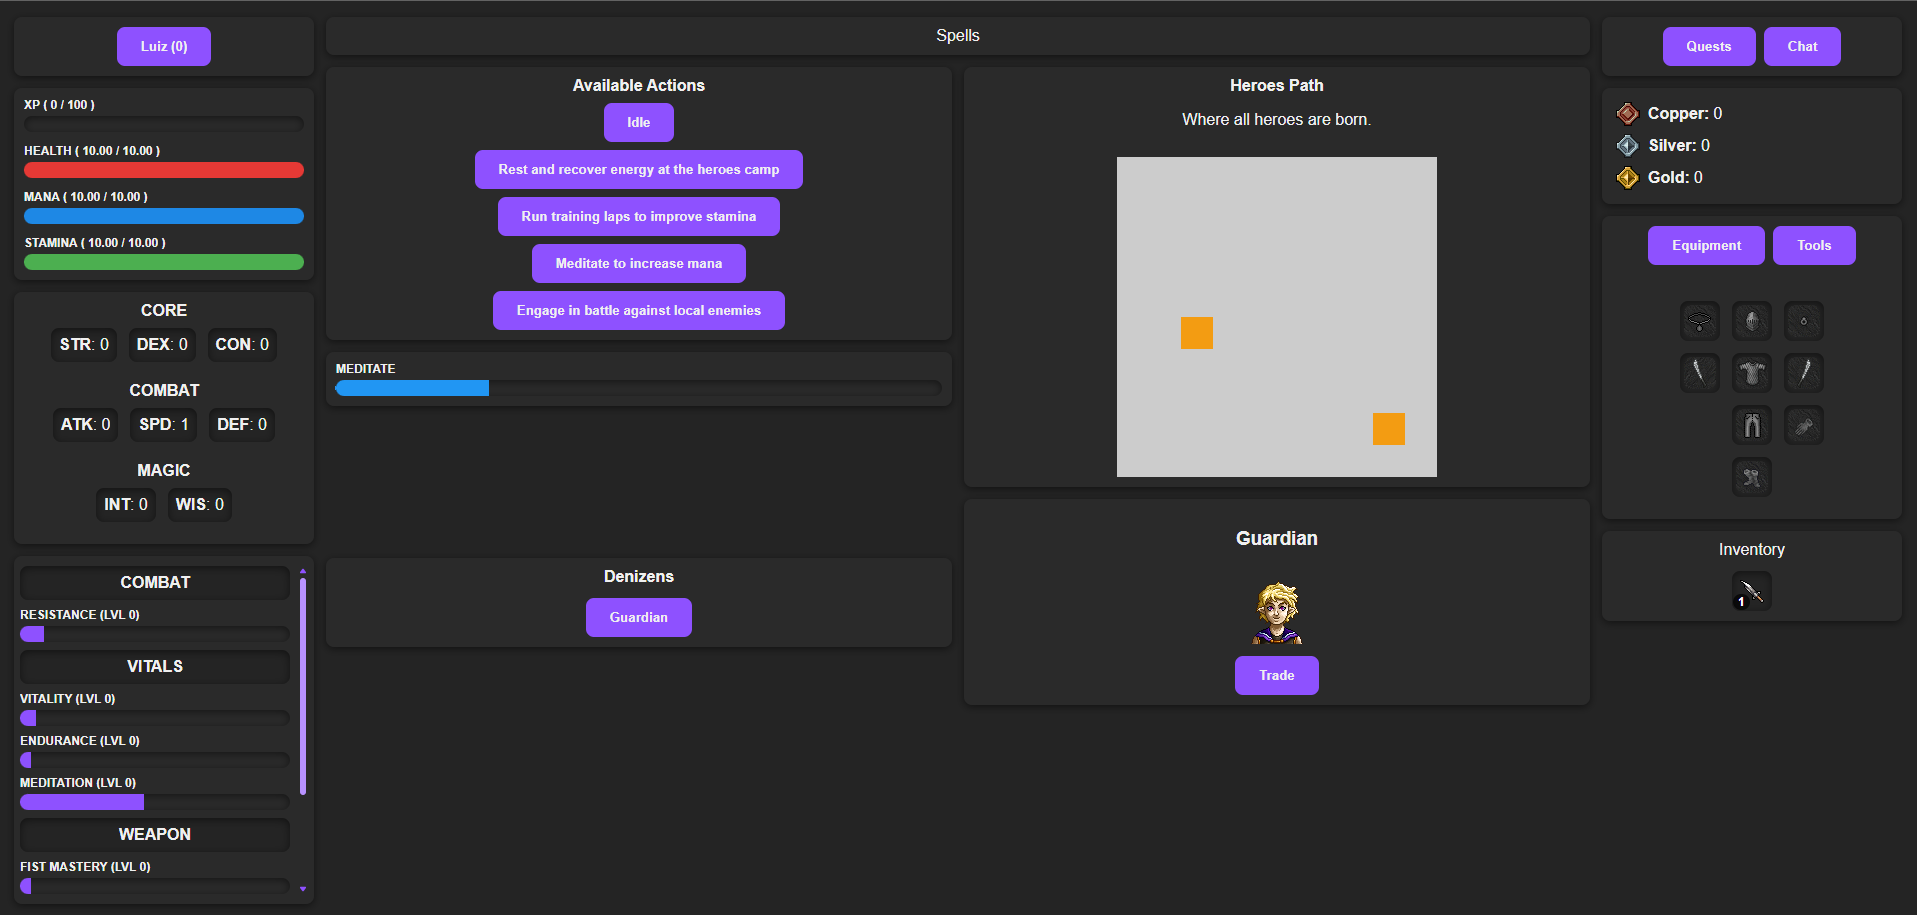 Luiz (0)
XP ( 0 / 100 )
HEALTH ( 10.00 / 10.00 )
MANA ( 10.00 / 10.00 )
STAMINA ( 10.00 / 10.00 )
CORE
STR: 0 DEX: 0 CON: 0
COMBAT
ATK: 0 SPD: 1 DEF: 0
MAGIC
INT: 0 WIS: 0
COMBAT
RESISTANCE (LVL 0)
VITALS
VITALITY (LVL 0)
ENDURANCE (LVL 0)
MEDITATION (LVL 0)
WEAPON
FIST MASTERY (LVL 0)
Spells
Available Actions
Idle
Rest and recover energy at the heroes camp
Run training laps to improve stamina
Meditate to increase mana
Engage in battle against local enemies
MEDITATE
Denizens
Guardian
Heroes Path
Where all heroes are born.
Guardian
Trade
Quests Chat
Copper: 0
Silver: 0
Gold: 0
Equipment Tools
Inventory
1